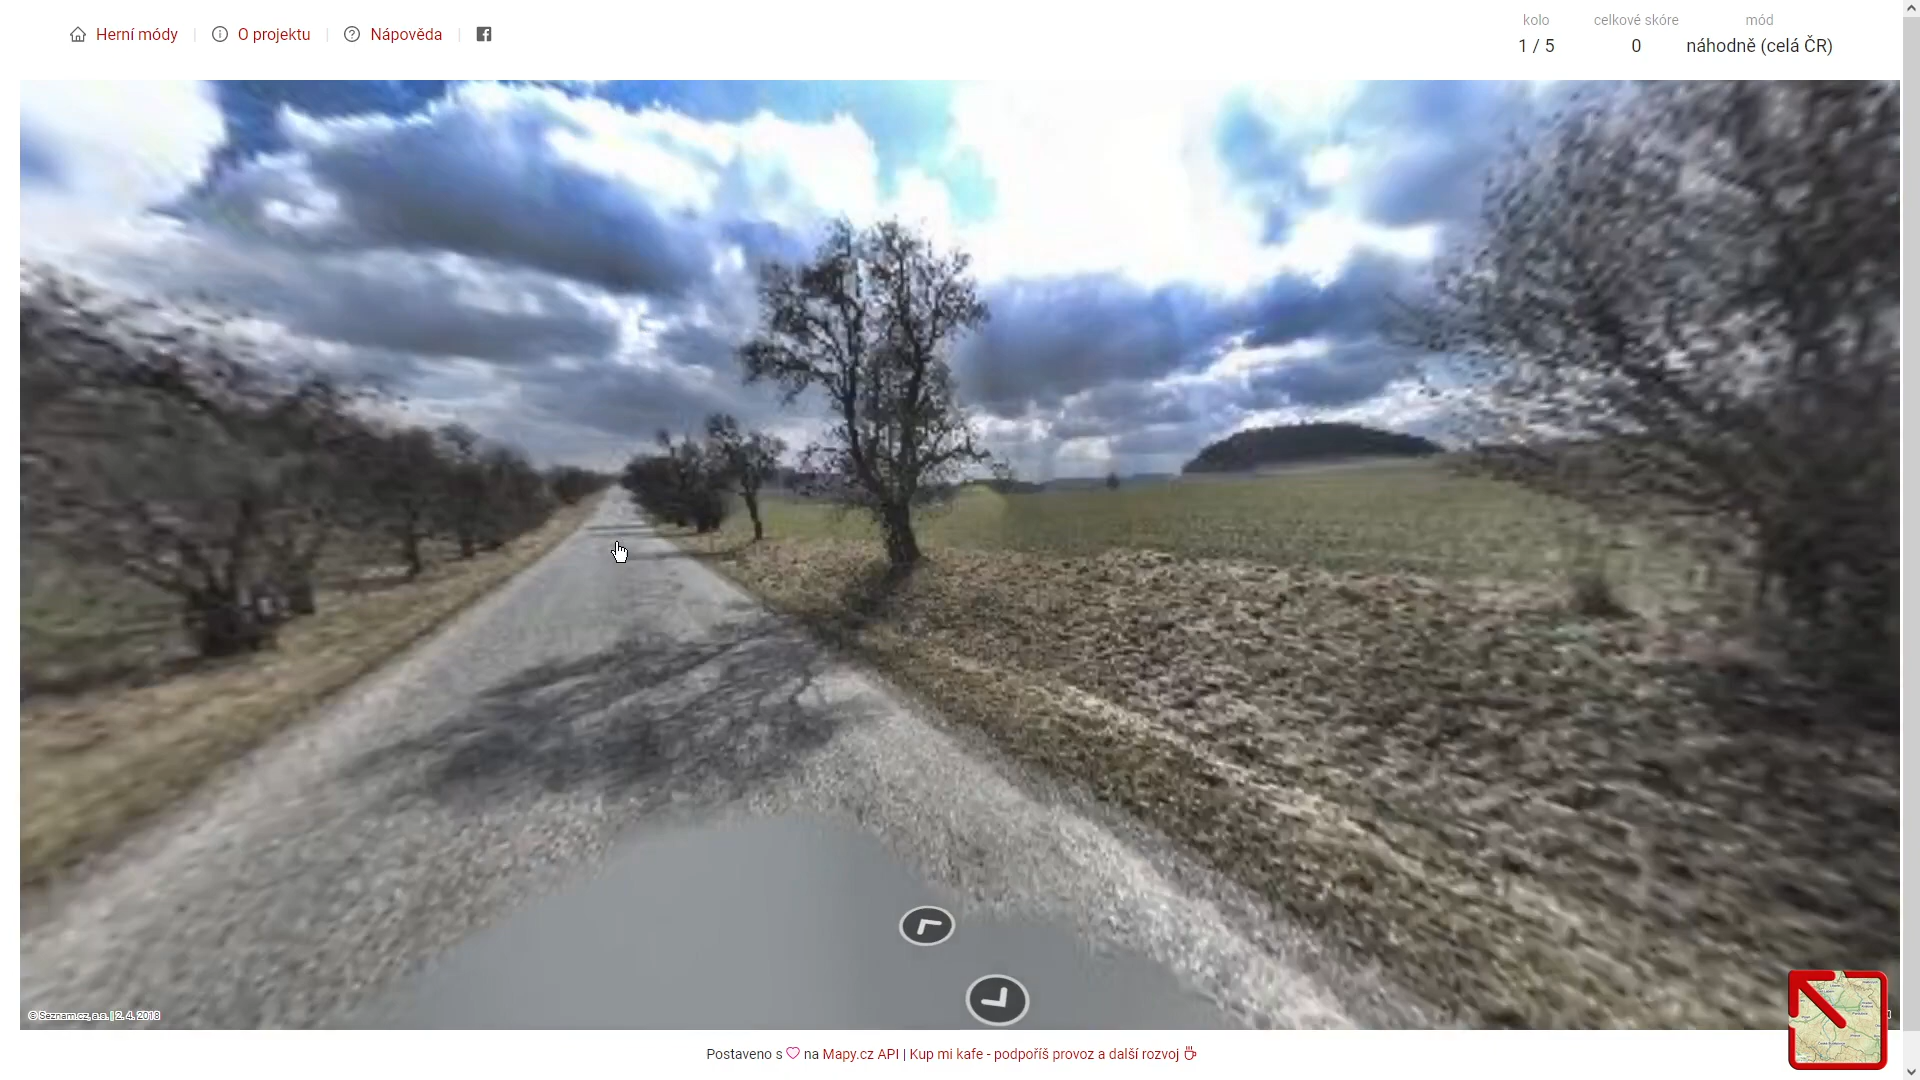 Herní módy
O projektu
Nápověda
kolo
1 / 5
celkové skóre
0
mód
náhodně (celá ČR)
© Seznam.cz, a.s. | 2. 4. 2018
Postaveno s na Mapy.cz API | Kup mi kafe - podpoříš provoz a další rozvoj